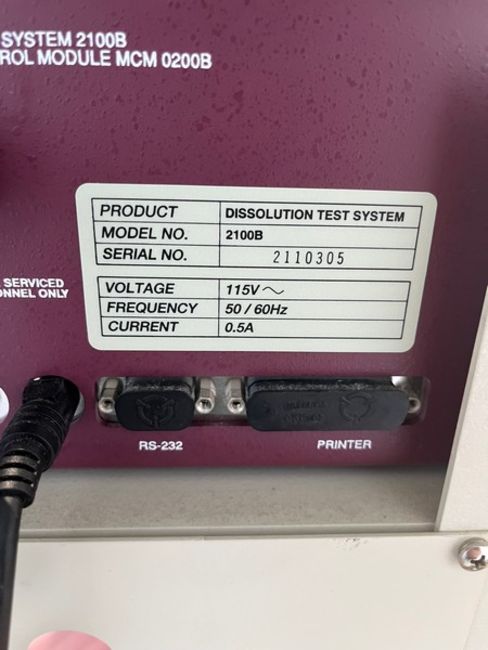 SYSTEM 2100B
ROL MODULE MCM 0200B
PRODUCT DISSOLUTION TEST SYSTEM
MODEL NO. 2100B
SERIAL NO. 2110305
SERVICED
NNEL ONLY
VOLTAGE 115V ~
FREQUENCY 50 / 60Hz
CURRENT 0.5A
RS-232 PRINTER